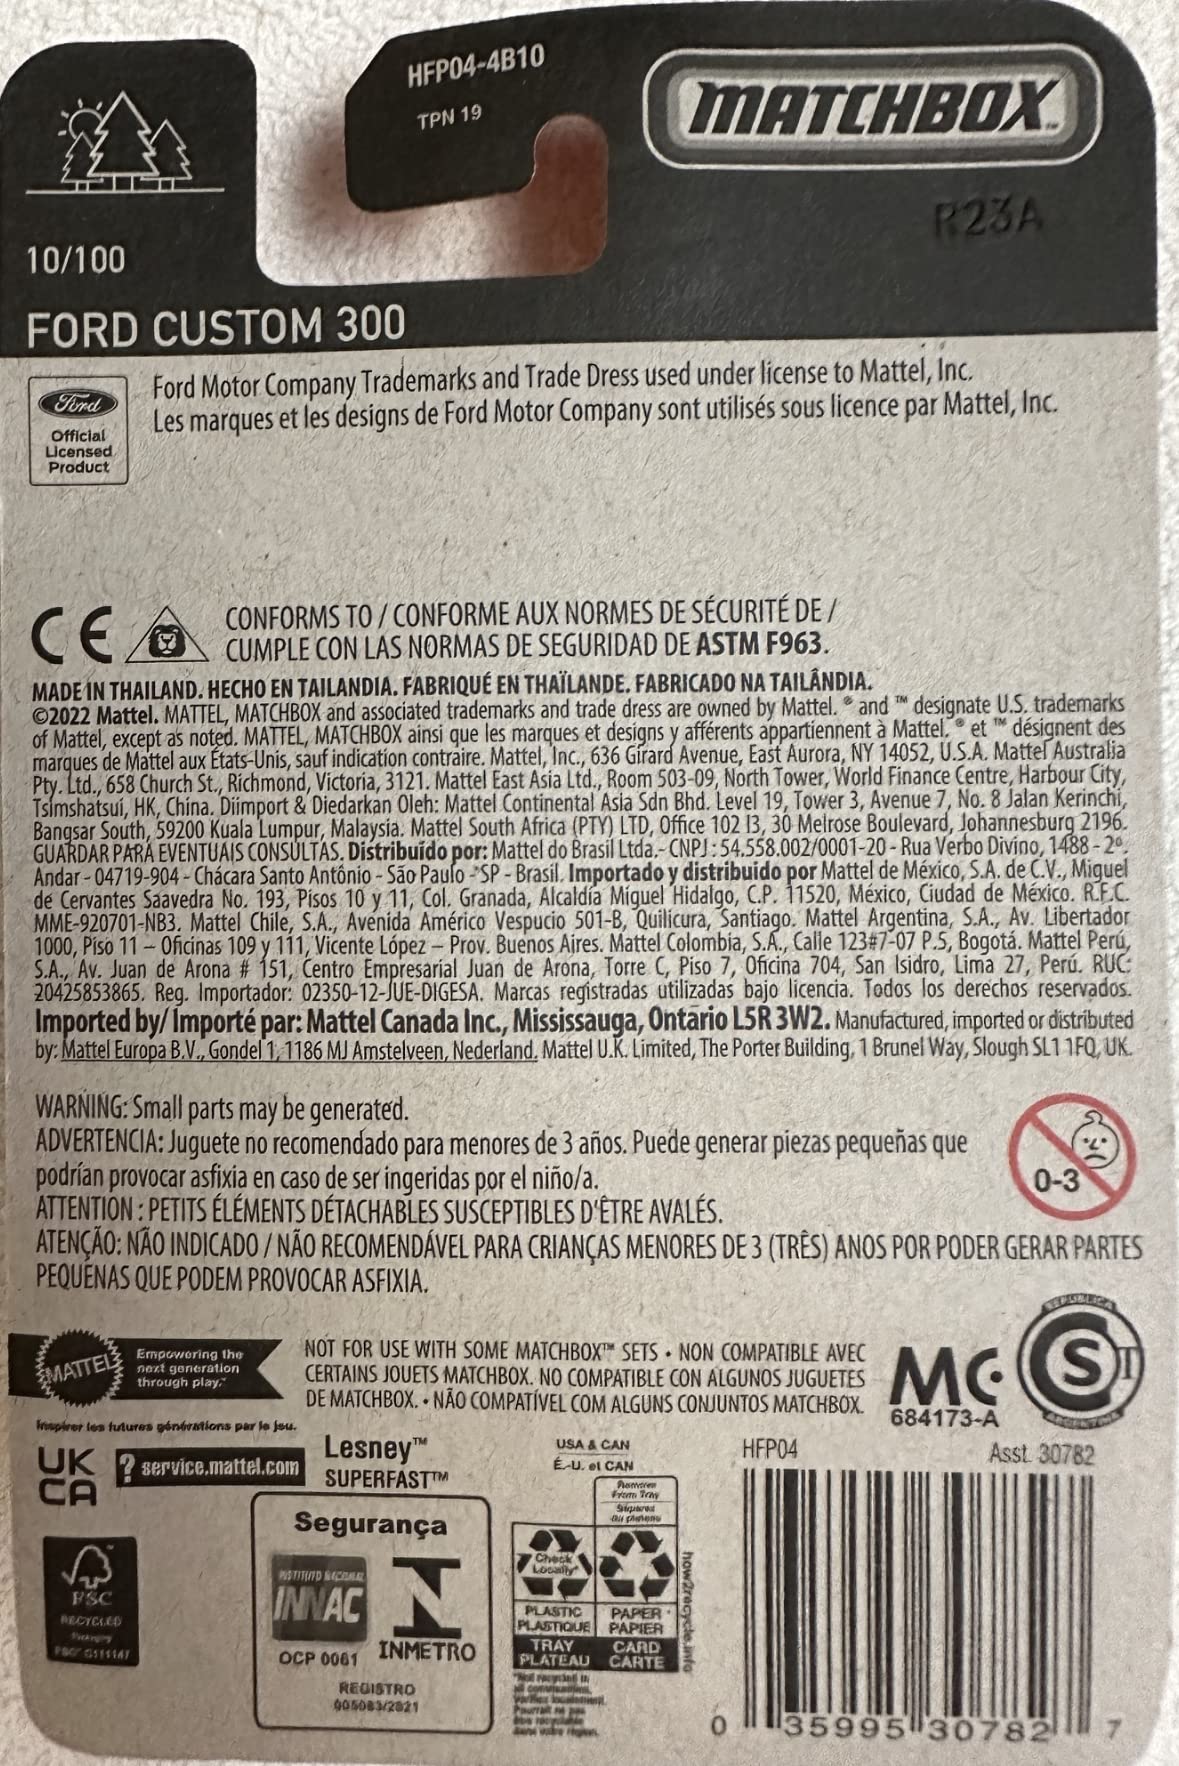 HFP04-4B10
TPN 19
MATCHBOX™
R23A
10/100
FORD CUSTOM 300
Ford
Official
Licensed
Product
Ford Motor Company Trademarks and Trade Dress used under license to Mattel, Inc.
Les marques et les designs de Ford Motor Company sont utilisés sous licence par Mattel, Inc.
CE
CONFORMS TO / CONFORME AUX NORMES DE SÉCURITÉ DE /
CUMPLE CON LAS NORMAS DE SEGURIDAD DE ASTM F963.
MADE IN THAILAND. HECHO EN TAILANDIA. FABRIQUÉ EN THAÏLANDE. FABRICADO NA TAILÂNDIA.
©2022 Mattel. MATTEL, MATCHBOX and associated trademarks and trade dress are owned by Mattel. ® and ™ designate U.S. trademarks
of Mattel, except as noted. MATTEL, MATCHBOX ainsi que les marques et designs y afférents appartiennent à Mattel. ® et ™ désignent des
marques de Mattel aux États-Unis, sauf indication contraire. Mattel, Inc., 636 Girard Avenue, East Aurora, NY 14052, U.S.A. Mattel Australia
Pty. Ltd., 658 Church St., Richmond, Victoria, 3121. Mattel East Asia Ltd., Room 503-09, North Tower, World Finance Centre, Harbour City,
Tsimshatsui, HK, China. Diimport & Diedarkan Oleh: Mattel Continental Asia Sdn Bhd. Level 19, Tower 3, Avenue 7, No. 8 Jalan Kerinchi,
Bangsar South, 59200 Kuala Lumpur, Malaysia. Mattel South Africa (PTY) LTD, Office 102 I3, 30 Melrose Boulevard, Johannesburg 2196.
GUARDAR PARA EVENTUAIS CONSULTAS. Distribuído por: Mattel do Brasil Ltda.- CNPJ : 54.558.002/0001-20 - Rua Verbo Divino, 1488 - 2º.
Andar - 04719-904 - Chácara Santo Antônio - São Paulo - SP - Brasil. Importado y distribuido por Mattel de México, S.A. de C.V., Miguel
de Cervantes Saavedra No. 193, Pisos 10 y 11, Col. Granada, Alcaldía Miguel Hidalgo, C.P. 11520, México, Ciudad de México. R.F.C.
MME-920701-NB3. Mattel Chile, S.A., Avenida Américo Vespucio 501-B, Quilicura, Santiago. Mattel Argentina, S.A., Av. Libertador
1000, Piso 11 – Oficinas 109 y 111, Vicente López – Prov. Buenos Aires. Mattel Colombia, S.A., Calle 123#7-07 P.5, Bogotá. Mattel Perú,
S.A., Av. Juan de Arona # 151, Centro Empresarial Juan de Arona, Torre C, Piso 7, Oficina 704, San Isidro, Lima 27, Perú. RUC:
20425853865. Reg. Importador: 02350-12-JUE-DIGESA. Marcas registradas utilizadas bajo licencia. Todos los derechos reservados.
Imported by/ Importé par: Mattel Canada Inc., Mississauga, Ontario L5R 3W2. Manufactured, imported or distributed
by: Mattel Europa B.V., Gondel 1, 1186 MJ Amstelveen, Nederland. Mattel U.K. Limited, The Porter Building, 1 Brunel Way, Slough SL1 1FQ, UK.
WARNING: Small parts may be generated.
ADVERTENCIA: Juguete no recomendado para menores de 3 años. Puede generar piezas pequeñas que
podrían provocar asfixia en caso de ser ingeridas por el niño/a.
ATTENTION : PETITS ÉLÉMENTS DÉTACHABLES SUSCEPTIBLES D'ÊTRE AVALÉS.
ATENÇÃO: NÃO INDICADO / NÃO RECOMENDÁVEL PARA CRIANÇAS MENORES DE 3 (TRÊS) ANOS POR PODER GERAR PARTES
PEQUENAS QUE PODEM PROVOCAR ASFIXIA.
0-3
MATTEL
Empowering the
next generation
through play.™
Inspirer les futures générations par le jeu.
NOT FOR USE WITH SOME MATCHBOX™ SETS • NON COMPATIBLE AVEC
CERTAINS JOUETS MATCHBOX. NO COMPATIBLE CON ALGUNOS JUGUETES
DE MATCHBOX. • NÃO COMPATÍVEL COM ALGUNS CONJUNTOS MATCHBOX.
MC
684173-A
REPUBLICA
S
ARGENTINA
UK
CA
? service.mattel.com
Lesney™
SUPERFAST™
USA & CAN
É.-U. et CAN
HFP04
Asst. 30782
Segurança
INNAC
OCP 0061
INMETRO
REGISTRO
005083/2021
FSC
RECYCLED
Packaging
Remove
From Tray
Séparez
du plateau
Check
Locally*
PLASTIC
PLASTIQUE
PAPER
PAPIER
TRAY
PLATEAU
CARD
CARTE
how2recycle.info
*Not recycled in
all communities.
0 35995 30782 7